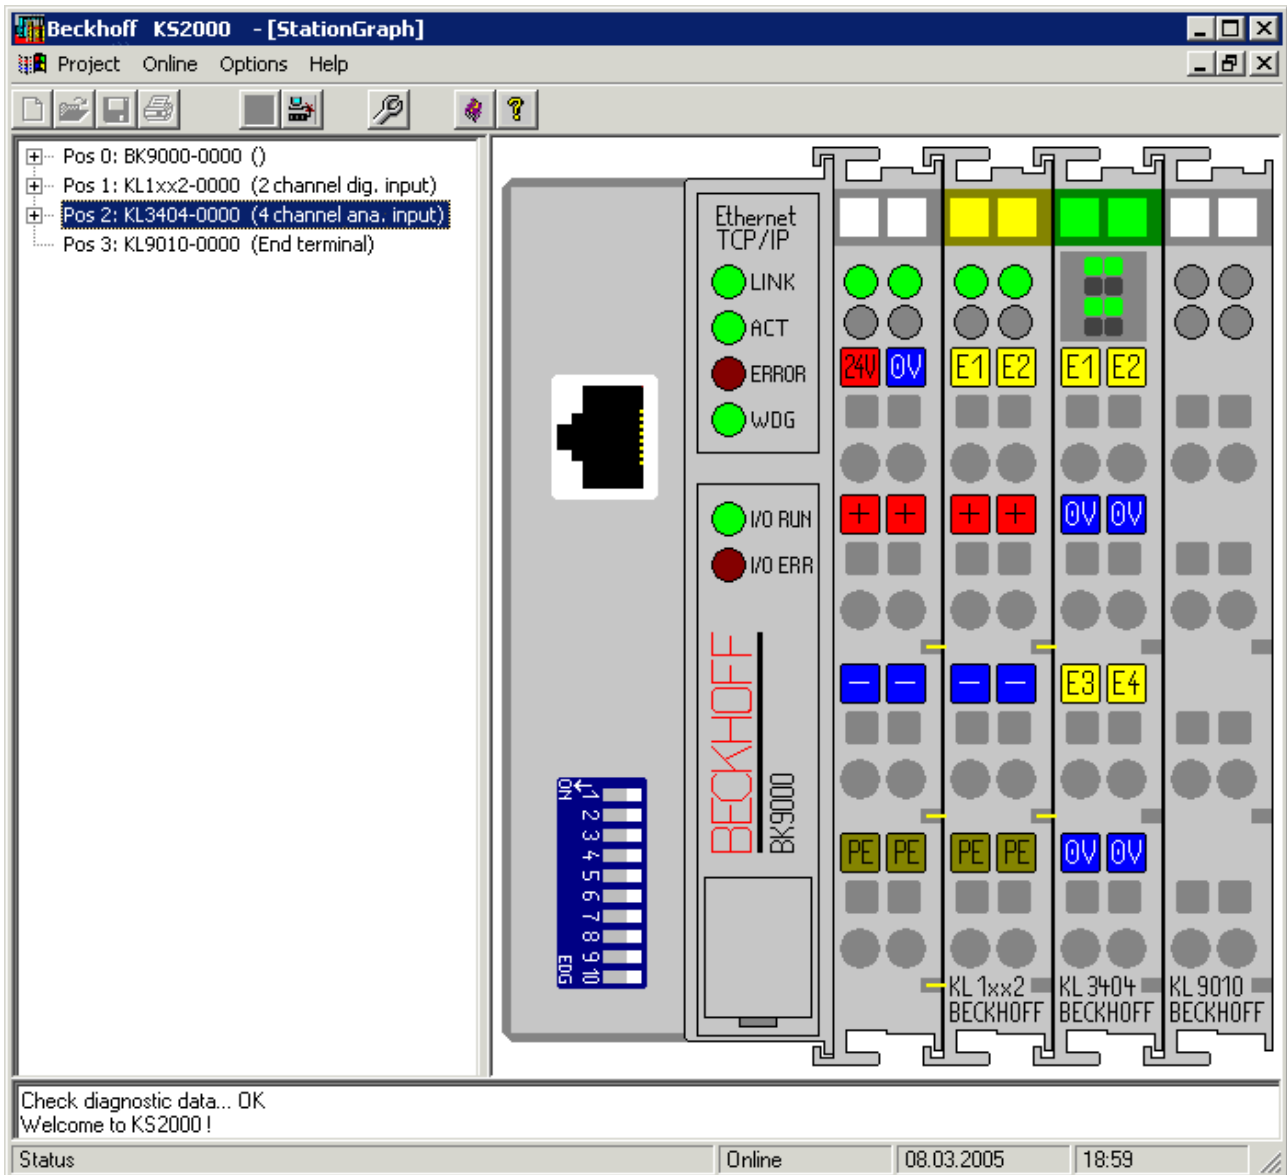 Beckhoff KS2000 - [StationGraph]
Project Online Options Help
Pos 0: BK9000-0000 ()
Pos 1: KL1xx2-0000 (2 channel dig. input)
Pos 2: KL3404-0000 (4 channel ana. input)
Pos 3: KL9010-0000 (End terminal)
Ethernet
TCP/IP
LINK
ACT
ERROR
WDG
I/O RUN
I/O ERR
BECKHOFF
BK9000
ON
1
2
3
4
5
6
7
8
9
10
EDG
24V 0V E1 E2 E1 E2
+ + + + 0V 0V
- - - - E3 E4
PE PE PE PE 0V 0V
KL 1xx2 KL 3404 KL 9010
BECKHOFF BECKHOFF BECKHOFF
Check diagnostic data... OK
Welcome to KS2000 !
Status Online 08.03.2005 18:59